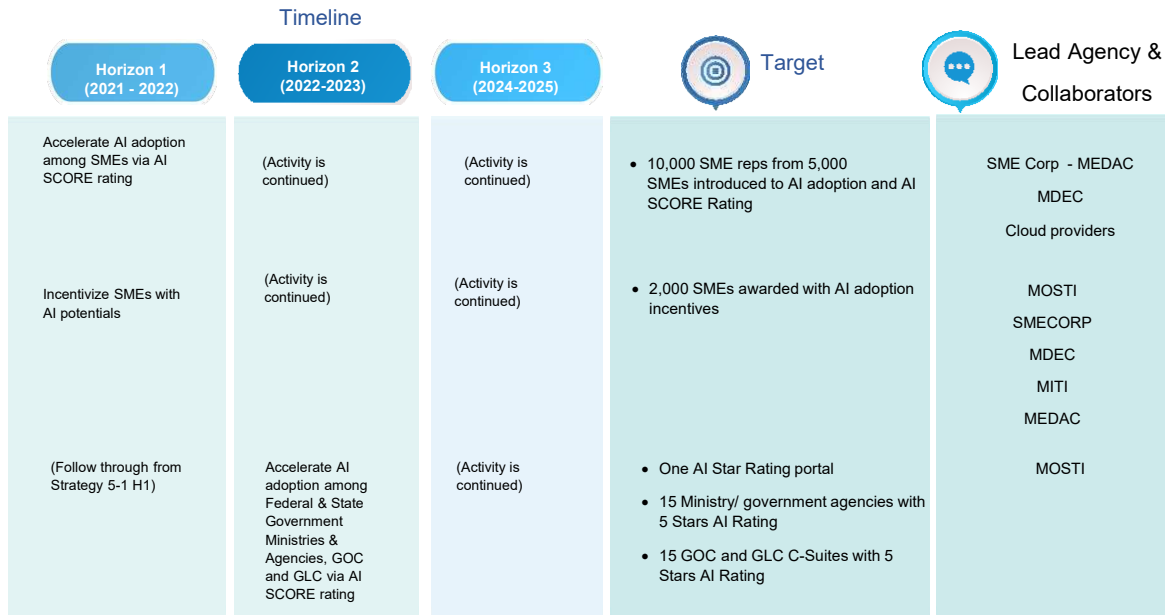 Timeline
Horizon 1
(2021 - 2022)
Horizon 2
(2022-2023)
Horizon 3
(2024-2025)
Target
Lead Agency &
Collaborators
Accelerate AI adoption
among SMEs via AI
SCORE rating
(Activity is
continued)
(Activity is
continued)
• 10,000 SME reps from 5,000
SMEs introduced to AI adoption and AI
SCORE Rating
SME Corp - MEDAC
MDEC
Cloud providers
Incentivize SMEs with
AI potentials
(Activity is
continued)
(Activity is
continued)
• 2,000 SMEs awarded with AI adoption
incentives
MOSTI
SMECORP
MDEC
MITI
MEDAC
(Follow through from
Strategy 5-1 H1)
Accelerate AI
adoption among
Federal & State
Government
Ministries &
Agencies, GOC
and GLC via AI
SCORE rating
(Activity is
continued)
• One AI Star Rating portal
• 15 Ministry/ government agencies with
5 Stars AI Rating
• 15 GOC and GLC C-Suites with 5
Stars AI Rating
MOSTI